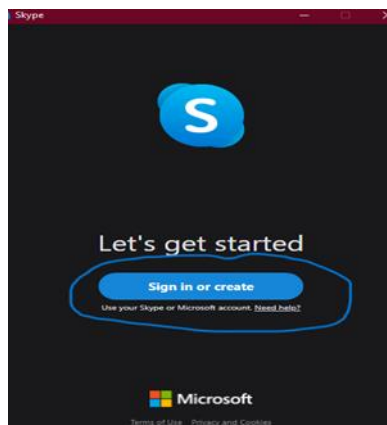 Skype
S
Let's get started
Sign in or create
Use your Skype or Microsoft account. Need help?
Microsoft
Terms of Use Privacy and Cookies